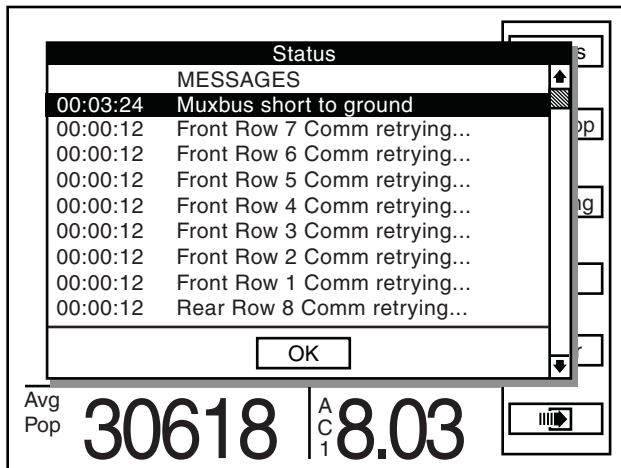 Status
s
MESSAGES
00:03:24 Muxbus short to ground
00:00:12 Front Row 7 Comm retrying...
op
00:00:12 Front Row 6 Comm retrying...
00:00:12 Front Row 5 Comm retrying...
00:00:12 Front Row 4 Comm retrying...
ng
00:00:12 Front Row 3 Comm retrying...
00:00:12 Front Row 2 Comm retrying...
00:00:12 Front Row 1 Comm retrying...
00:00:12 Rear Row 8 Comm retrying...
OK
r
Avg
Pop
30618
AC1
8.03